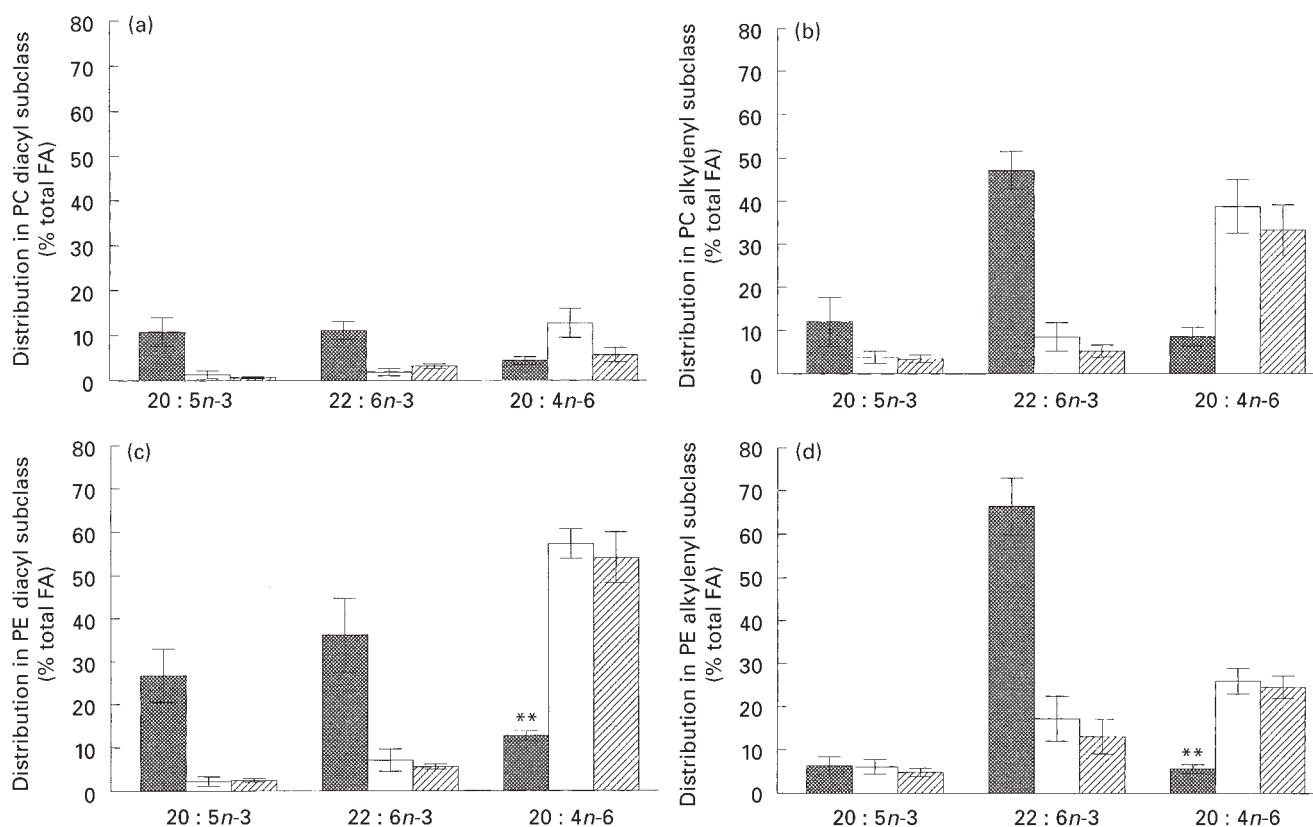 (a)
Distribution in PC diacyl subclass
(% total FA)
80
70
60
50
40
30
20
10
0
20 : 5n-3
22 : 6n-3
20 : 4n-6
(b)
Distribution in PC alkylenyl subclass
(% total FA)
80
70
60
50
40
30
20
10
0
20 : 5n-3
22 : 6n-3
20 : 4n-6
(c)
Distribution in PE diacyl subclass
(% total FA)
80
70
60
50
40
30
20
10
0
**
20 : 5n-3
22 : 6n-3
20 : 4n-6
(d)
Distribution in PE alkylenyl subclass
(% total FA)
80
70
60
50
40
30
20
10
0
**
20 : 5n-3
22 : 6n-3
20 : 4n-6